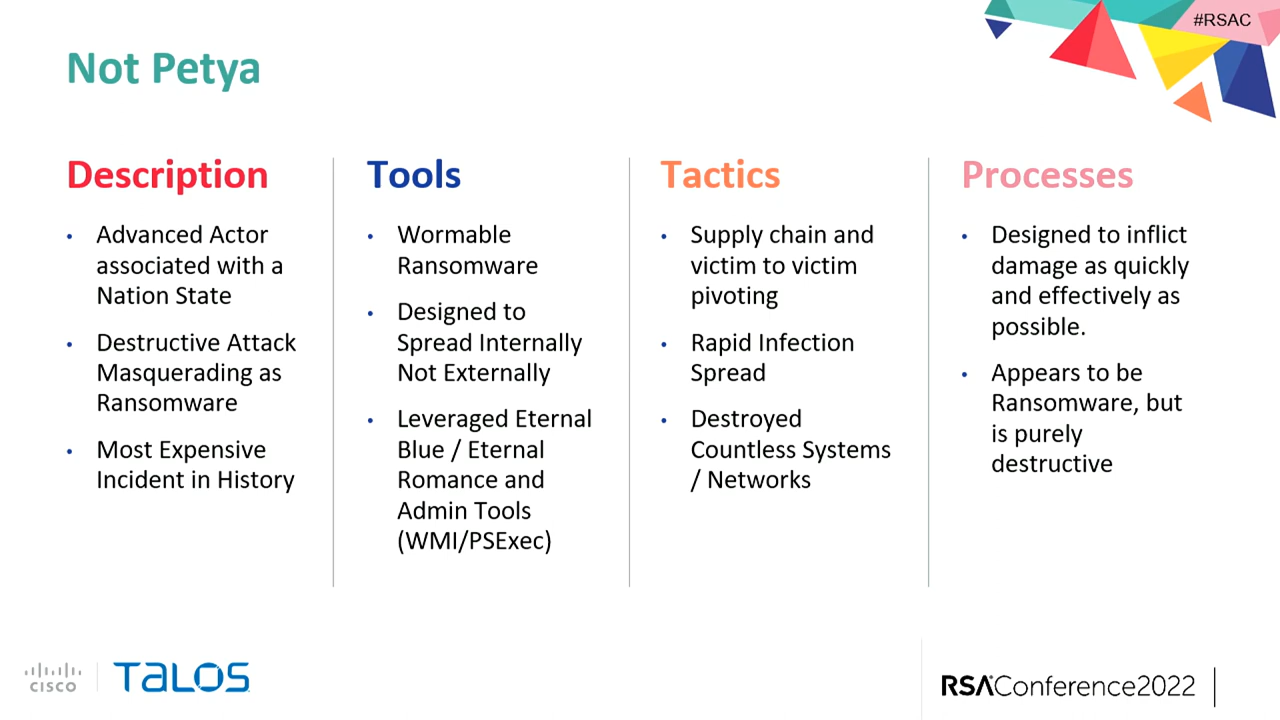 #RSAC
Not Petya
Description
• Advanced Actor
associated with a
Nation State
• Destructive Attack
Masquerading as
Ransomware
• Most Expensive
Incident in History
Tools
• Wormable
Ransomware
• Designed to
Spread Internally
Not Externally
• Leveraged Eternal
Blue / Eternal
Romance and
Admin Tools
(WMI/PSExec)
Tactics
• Supply chain and
victim to victim
pivoting
• Rapid Infection
Spread
• Destroyed
Countless Systems
/ Networks
Processes
• Designed to inflict
damage as quickly
and effectively as
possible.
• Appears to be
Ransomware, but
is purely
destructive
CISCO
TALOS
RSAConference2022